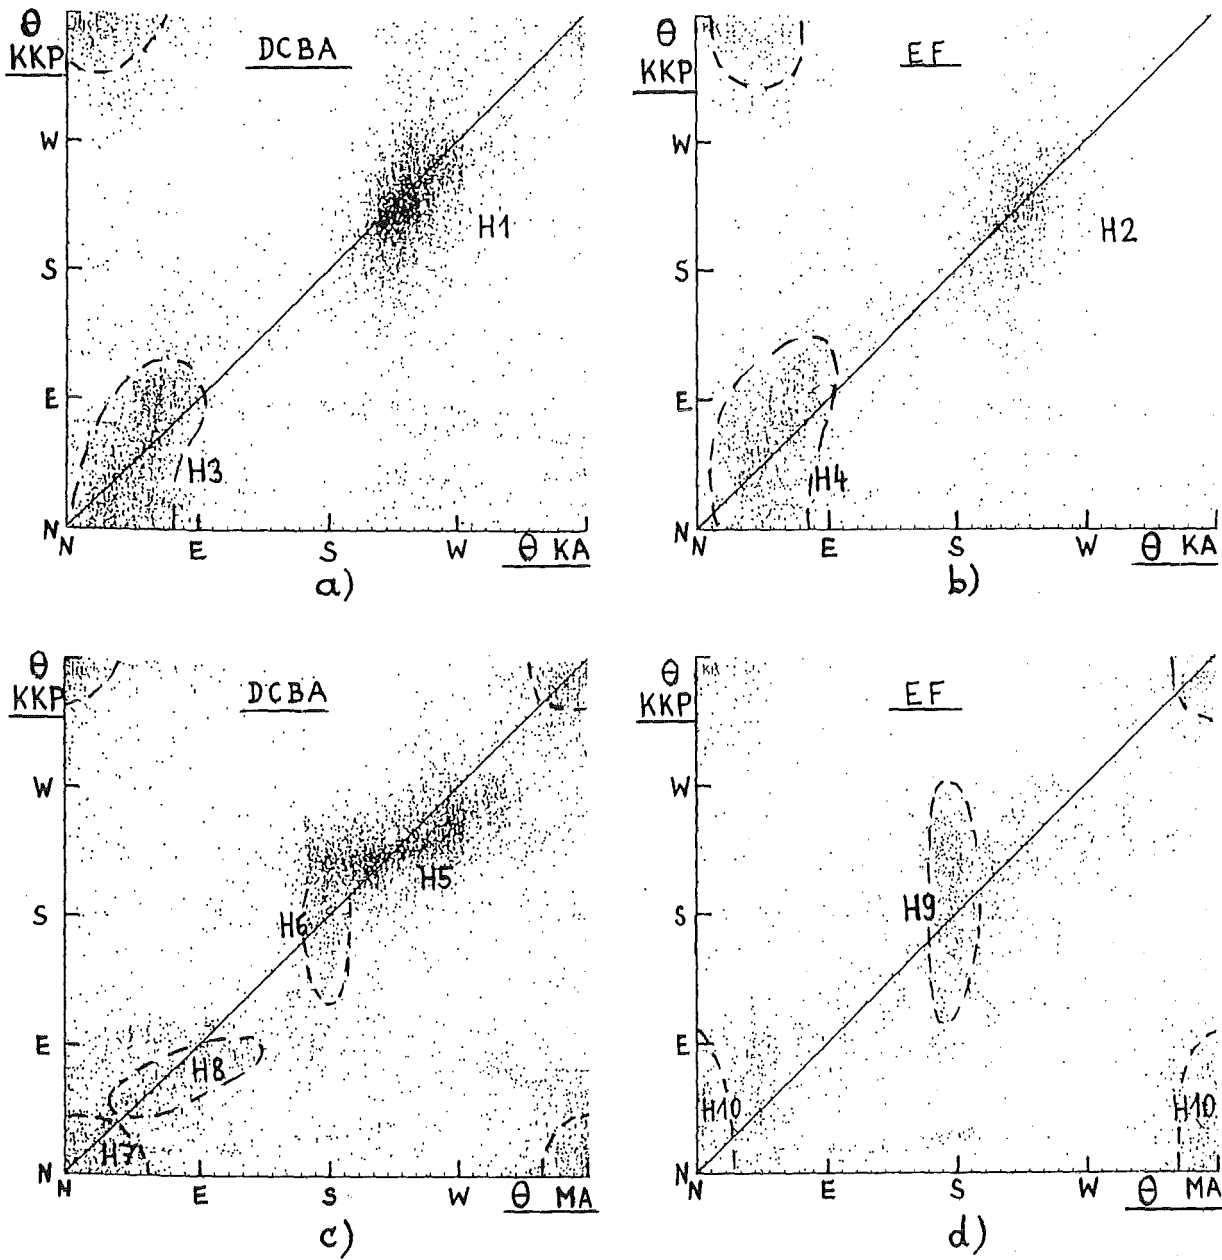 θ
KKP
DCBA
W
H1
S
E
H3
N
N E S W θ KA
a)
θ
KKP
EF
W
H2
S
E
H4
N
N E S W θ KA
b)
θ
KKP
DCBA
W
H5
S
H6
E
H8
H7
N
N E S W θ MA
c)
θ
KKP
EF
W
H9
S
E
H10 H10
N
N E S W θ MA
d)